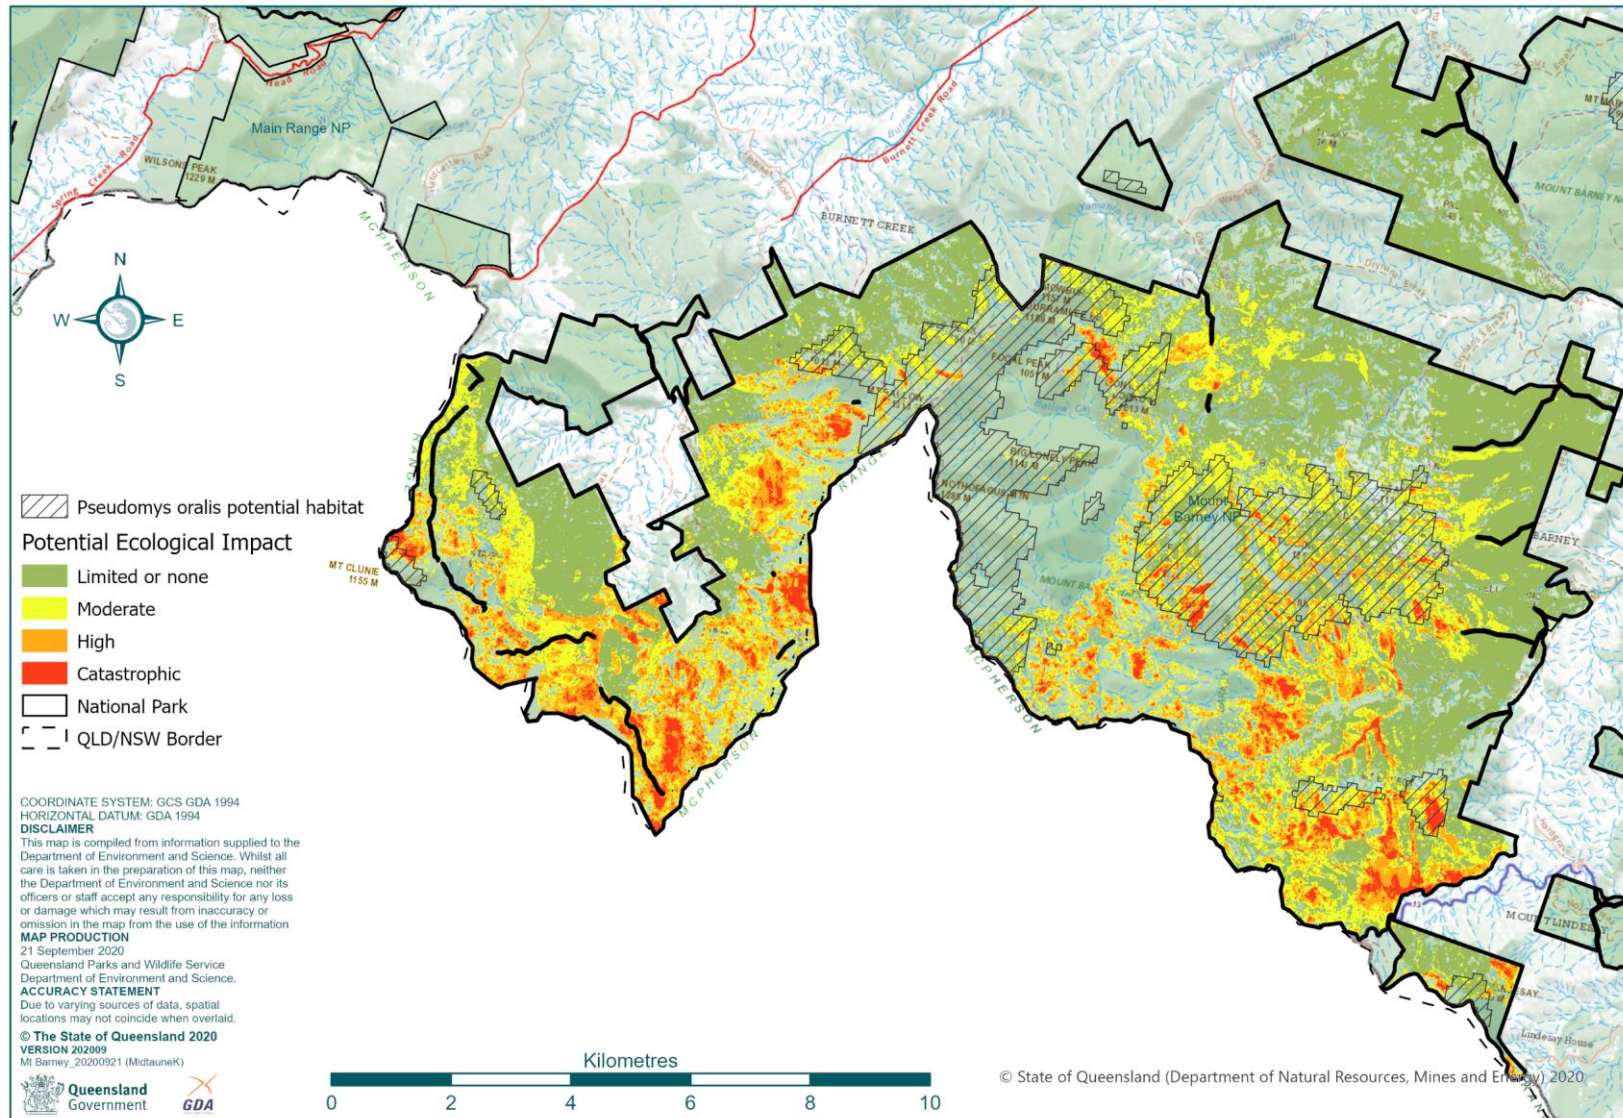 Main Range NP
WILSONS PEAK
1229 M
Head Road
Spring Creek Road
Burnett Creek Road
BURNETT CREEK
MCPHERSON
N
W
E
S
RANGE
MT CLUNIE
1155 M
FOCAL PEAK
BIG LONELY PEAK
NOTHOFAGUS MTN
RANGE
Mount
Barney NP
BARNEY
MCPHERSON
MCPHERSON
MOUNT LINDESAY
Lindesay House
Pseudomys oralis potential habitat
Potential Ecological Impact
Limited or none
Moderate
High
Catastrophic
National Park
QLD/NSW Border
COORDINATE SYSTEM: GCS GDA 1994
HORIZONTAL DATUM: GDA 1994
DISCLAIMER
This map is compiled from information supplied to the
Department of Environment and Science. Whilst all
care is taken in the preparation of this map, neither
the Department of Environment and Science nor its
officers or staff accept any responsibility for any loss
or damage which may result from inaccuracy or
omission in the map from the use of the information
MAP PRODUCTION
21 September 2020
Queensland Parks and Wildlife Service
Department of Environment and Science.
ACCURACY STATEMENT
Due to varying sources of data, spatial
locations may not coincide when overlaid.
© The State of Queensland 2020
VERSION 202009
Mt Barney_20200921 (MidtauneK)
Queensland
Government
GDA
Kilometres
0 2 4 6 8 10
© State of Queensland (Department of Natural Resources, Mines and Energy) 2020